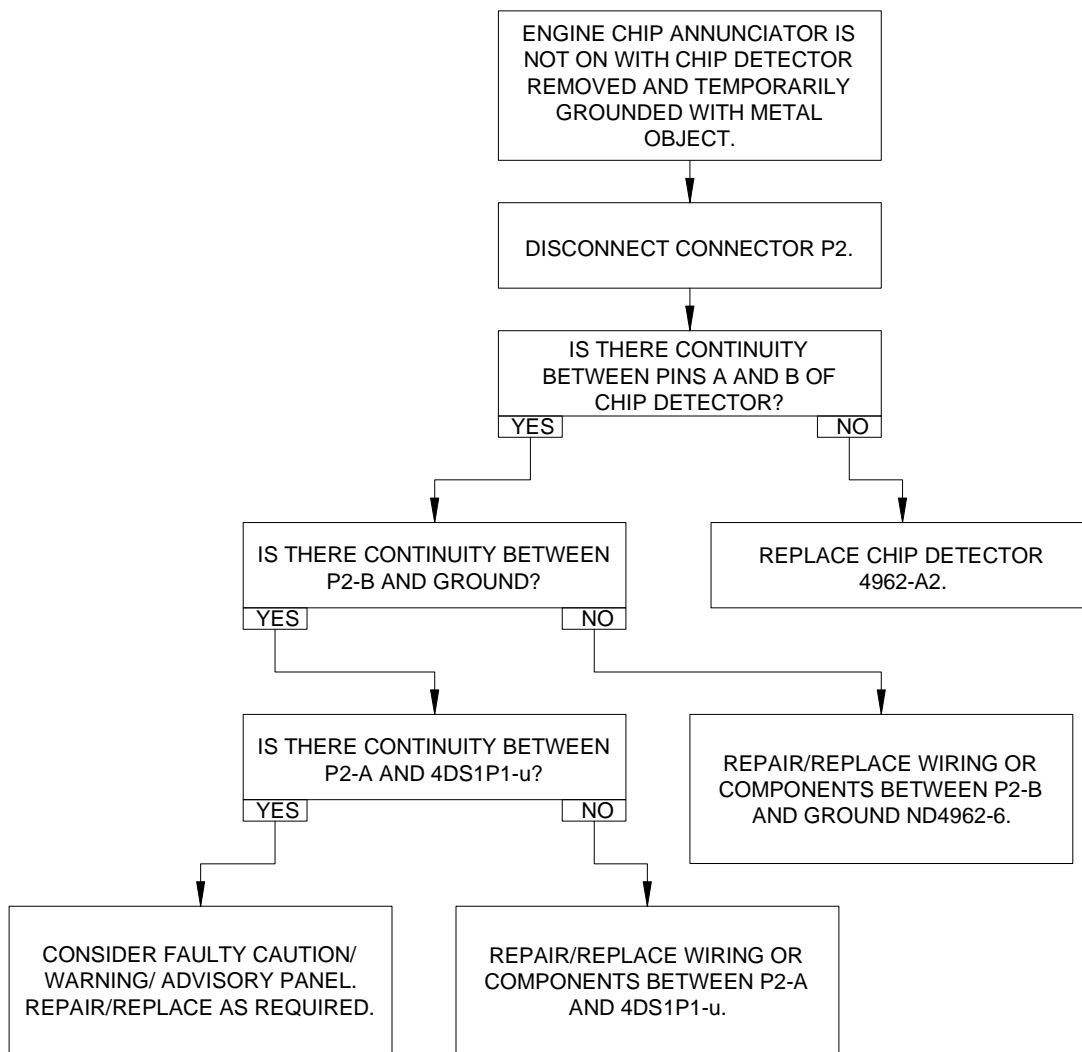 ENGINE CHIP ANNUNCIATOR IS
NOT ON WITH CHIP DETECTOR
REMOVED AND TEMPORARILY
GROUNDED WITH METAL
OBJECT.
DISCONNECT CONNECTOR P2.
IS THERE CONTINUITY
BETWEEN PINS A AND B OF
CHIP DETECTOR?
YES
NO
IS THERE CONTINUITY BETWEEN
P2-B AND GROUND?
YES
NO
REPLACE CHIP DETECTOR
4962-A2.
IS THERE CONTINUITY BETWEEN
P2-A AND 4DS1P1-u?
YES
NO
REPAIR/REPLACE WIRING OR
COMPONENTS BETWEEN P2-B
AND GROUND ND4962-6.
CONSIDER FAULTY CAUTION/
WARNING/ ADVISORY PANEL.
REPAIR/REPLACE AS REQUIRED.
REPAIR/REPLACE WIRING OR
COMPONENTS BETWEEN P2-A
AND 4DS1P1-u.